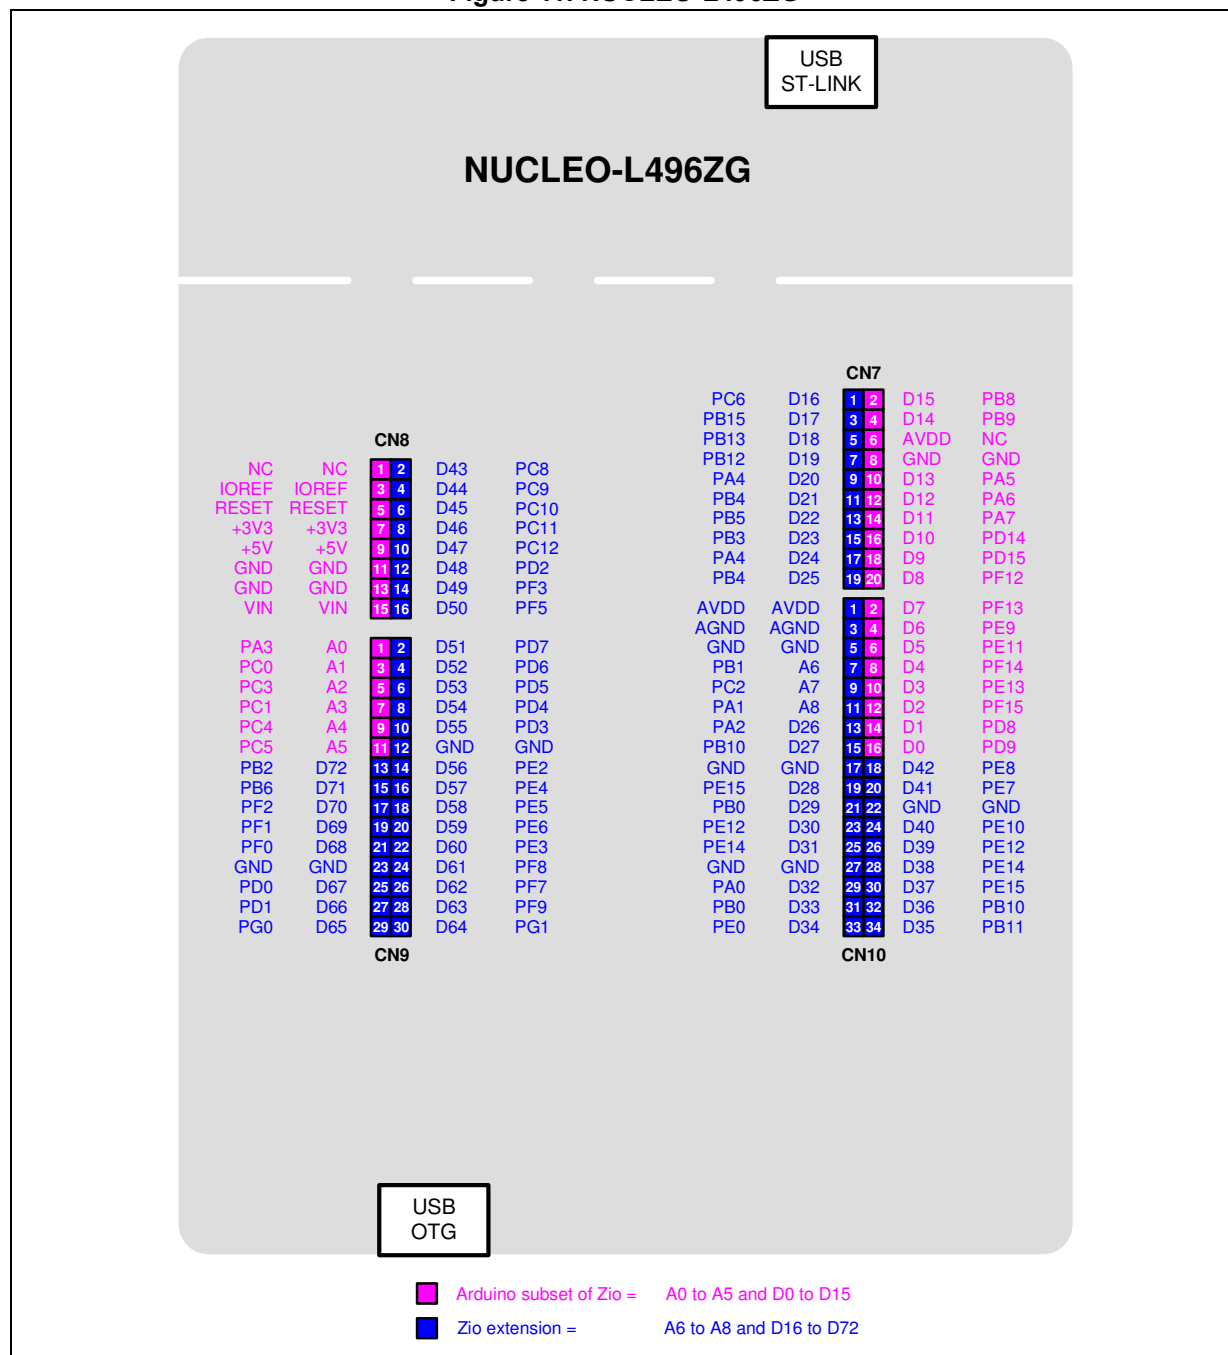 USB
ST-LINK
NUCLEO-L496ZG
CN7
PC6 D16 1 2 D15 PB8
PB15 D17 3 4 D14 PB9
PB13 D18 5 6 AVDD NC
PB12 D19 7 8 GND GND
PA4 D20 9 10 D13 PA5
PB4 D21 11 12 D12 PA6
PB5 D22 13 14 D11 PA7
PB3 D23 15 16 D10 PD14
PA4 D24 17 18 D9 PD15
PB4 D25 19 20 D8 PF12
CN8
NC NC 1 2 D43 PC8
IOREF IOREF 3 4 D44 PC9
RESET RESET 5 6 D45 PC10
+3V3 +3V3 7 8 D46 PC11
+5V +5V 9 10 D47 PC12
GND GND 11 12 D48 PD2
GND GND 13 14 D49 PF3
VIN VIN 15 16 D50 PF5
PA3 A0 1 2 D51 PD7
PC0 A1 3 4 D52 PD6
PC3 A2 5 6 D53 PD5
PC1 A3 7 8 D54 PD4
PC4 A4 9 10 D55 PD3
PC5 A5 11 12 GND GND
PB2 D72 13 14 D56 PE2
PB6 D71 15 16 D57 PE4
PF2 D70 17 18 D58 PE5
PF1 D69 19 20 D59 PE6
PF0 D68 21 22 D60 PE3
GND GND 23 24 D61 PF8
PD0 D67 25 26 D62 PF7
PD1 D66 27 28 D63 PF9
PG0 D65 29 30 D64 PG1
CN9
AVDD AVDD 1 2 D7 PF13
AGND AGND 3 4 D6 PE9
GND GND 5 6 D5 PE11
PB1 A6 7 8 D4 PF14
PC2 A7 9 10 D3 PE13
PA1 A8 11 12 D2 PF15
PA2 D26 13 14 D1 PD8
PB10 D27 15 16 D0 PD9
GND GND 17 18 D42 PE8
PE15 D28 19 20 D41 PE7
PB0 D29 21 22 GND GND
PE12 D30 23 24 D40 PE10
PE14 D31 25 26 D39 PE12
GND GND 27 28 D38 PE14
PA0 D32 29 30 D37 PE15
PB0 D33 31 32 D36 PB10
PE0 D34 33 34 D35 PB11
CN10
USB
OTG
Arduino subset of Zio = A0 to A5 and D0 to D15
Zio extension = A6 to A8 and D16 to D72